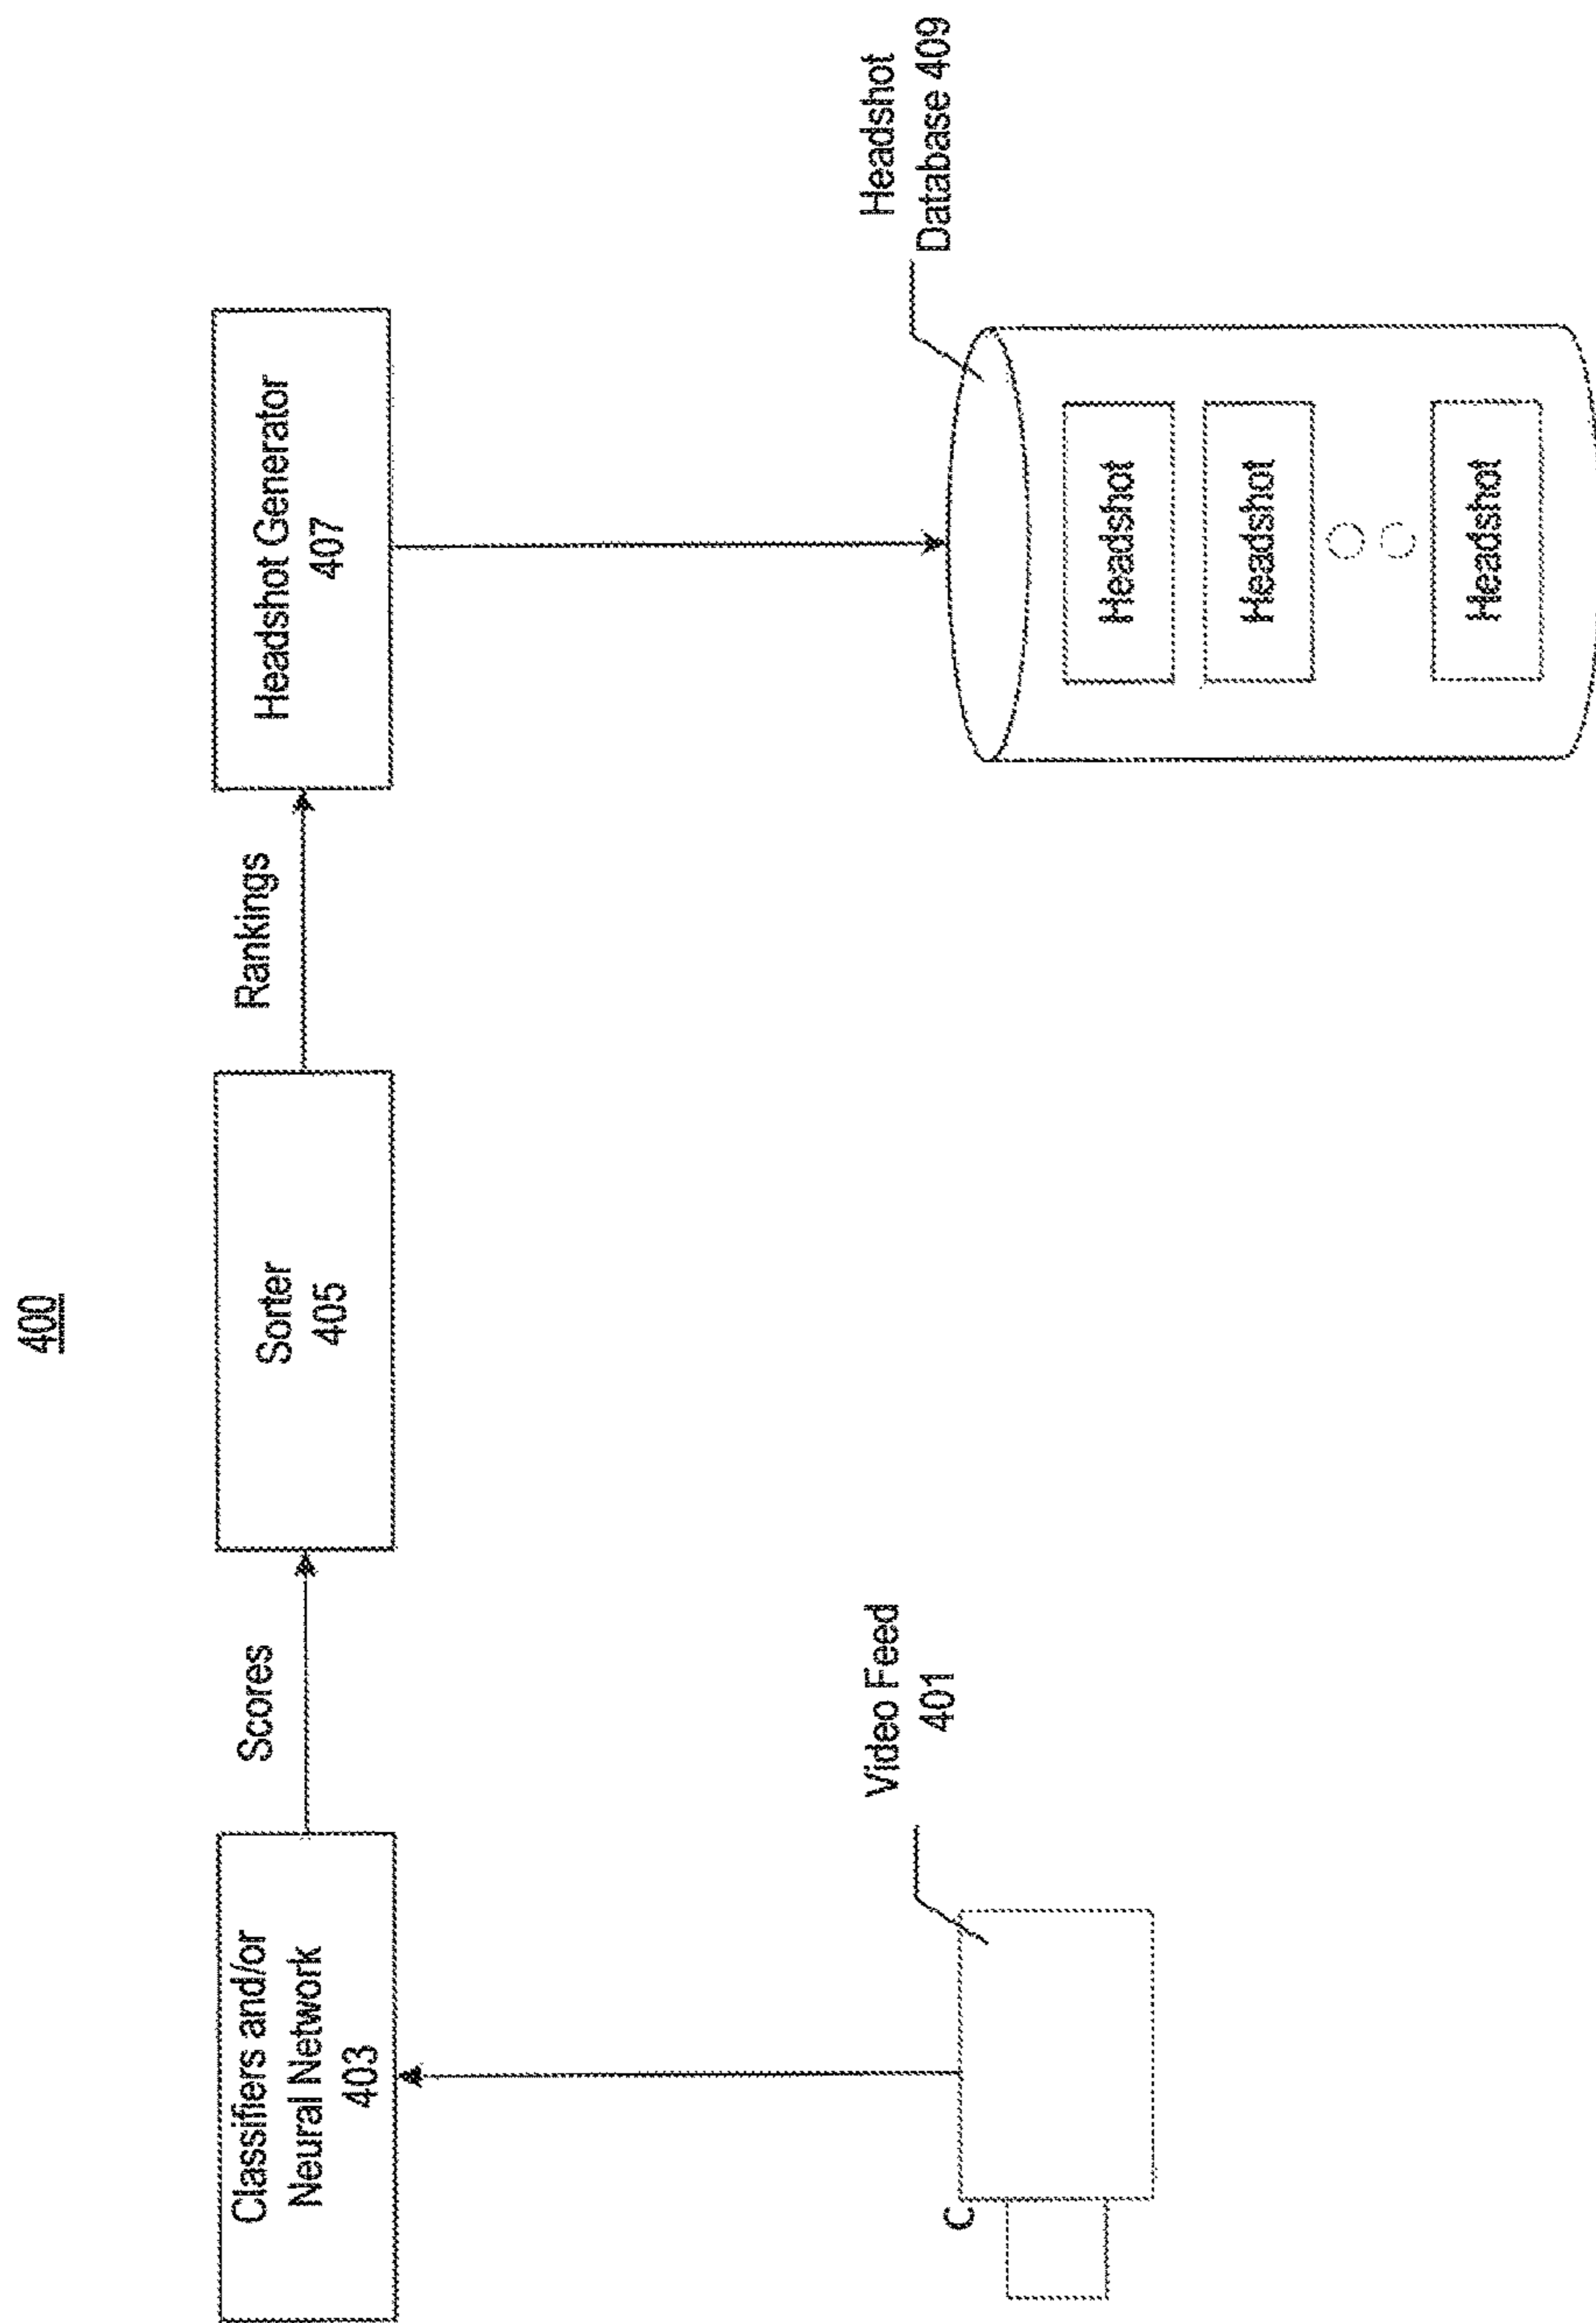 400
Classifiers and/or
Neural Network
403
Scores
Sorter
405
Rankings
Headshot Generator
407
Video Feed
401
C
Headshot
Database 409
Headshot
Headshot
Headshot